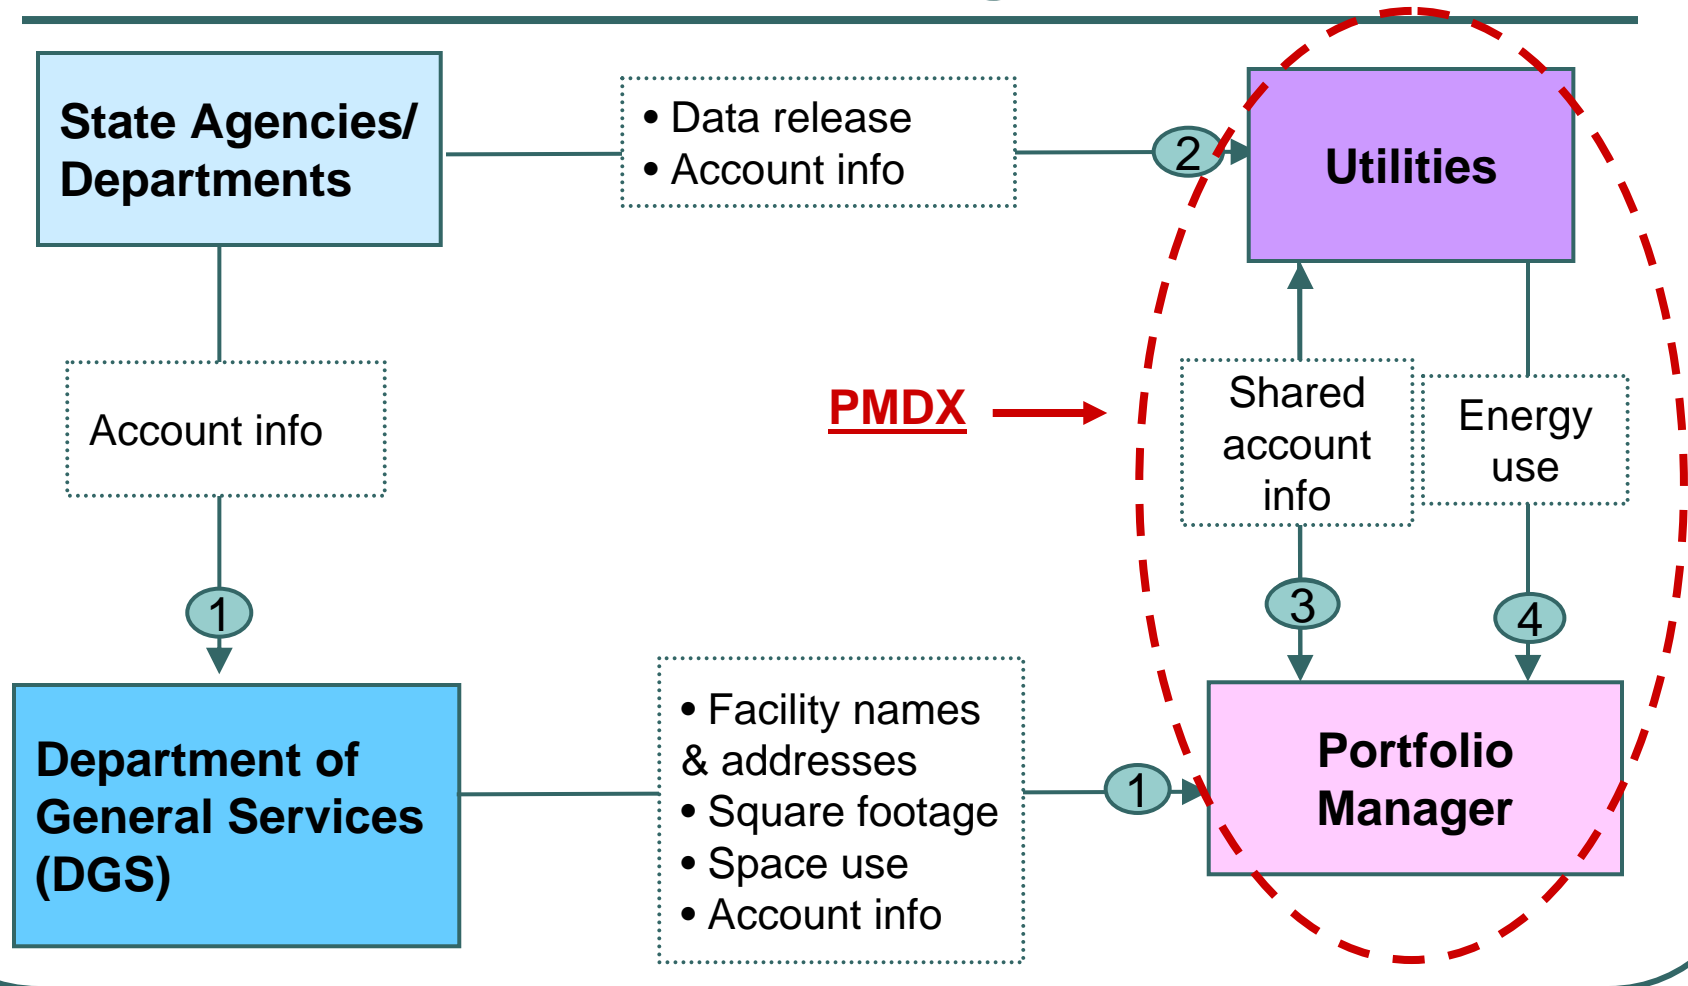 State Agencies/
Departments
• Data release
• Account info
2
Utilities
Account info
PMDX
Shared
account
info
Energy
use
1
3
4
Department of
General Services
(DGS)
• Facility names
& addresses
• Square footage
• Space use
• Account info
1
Portfolio
Manager